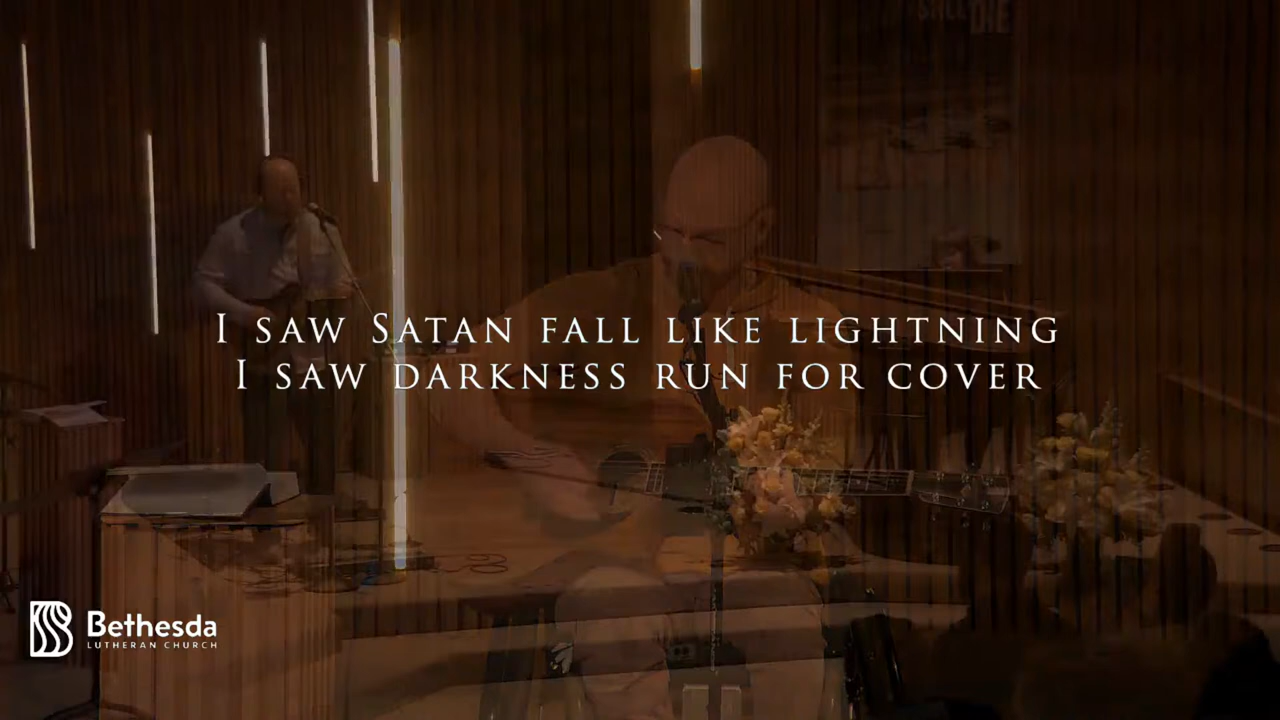 I SAW SATAN FALL LIKE LIGHTNING
I SAW DARKNESS RUN FOR COVER
Bethesda
LUTHERAN CHURCH